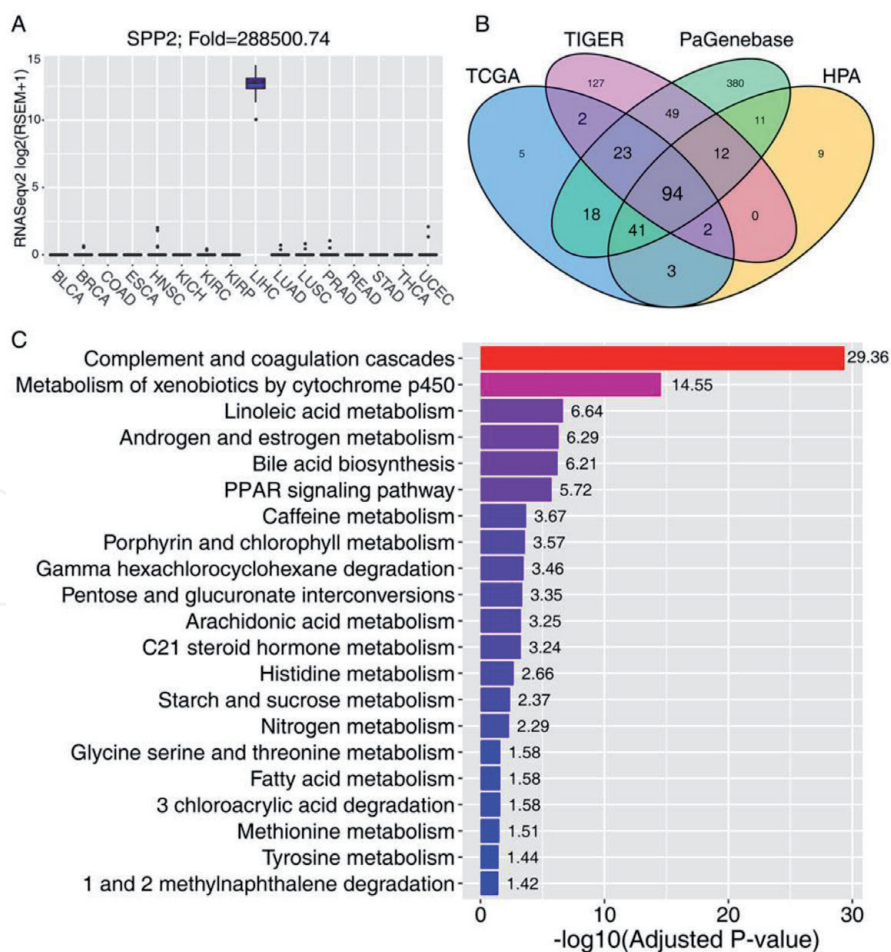 A
SPP2; Fold=288500.74
RNASeqv2 log2(RSEM+1)
15
10
5
0
BLCA
BRCA
COAD
ESCA
HNSC
KICH
KIRC
KIRP
LIHC
LUAD
LUSC
PRAD
READ
STAD
THCA
UCEC
B
TCGA
TIGER
PaGenebase
HPA
127
380
2
49
11
5
23
12
9
94
18
41
2
0
3
C
Complement and coagulation cascades 29.36
Metabolism of xenobiotics by cytochrome p450 14.55
Linoleic acid metabolism 6.64
Androgen and estrogen metabolism 6.29
Bile acid biosynthesis 6.21
PPAR signaling pathway 5.72
Caffeine metabolism 3.67
Porphyrin and chlorophyll metabolism 3.57
Gamma hexachlorocyclohexane degradation 3.46
Pentose and glucuronate interconversions 3.35
Arachidonic acid metabolism 3.25
C21 steroid hormone metabolism 3.24
Histidine metabolism 2.66
Starch and sucrose metabolism 2.37
Nitrogen metabolism 2.29
Glycine serine and threonine metabolism 1.58
Fatty acid metabolism 1.58
3 chloroacrylic acid degradation 1.58
Methionine metabolism 1.51
Tyrosine metabolism 1.44
1 and 2 methylnaphthalene degradation 1.42
0 10 20 30
-log10(Adjusted P-value)